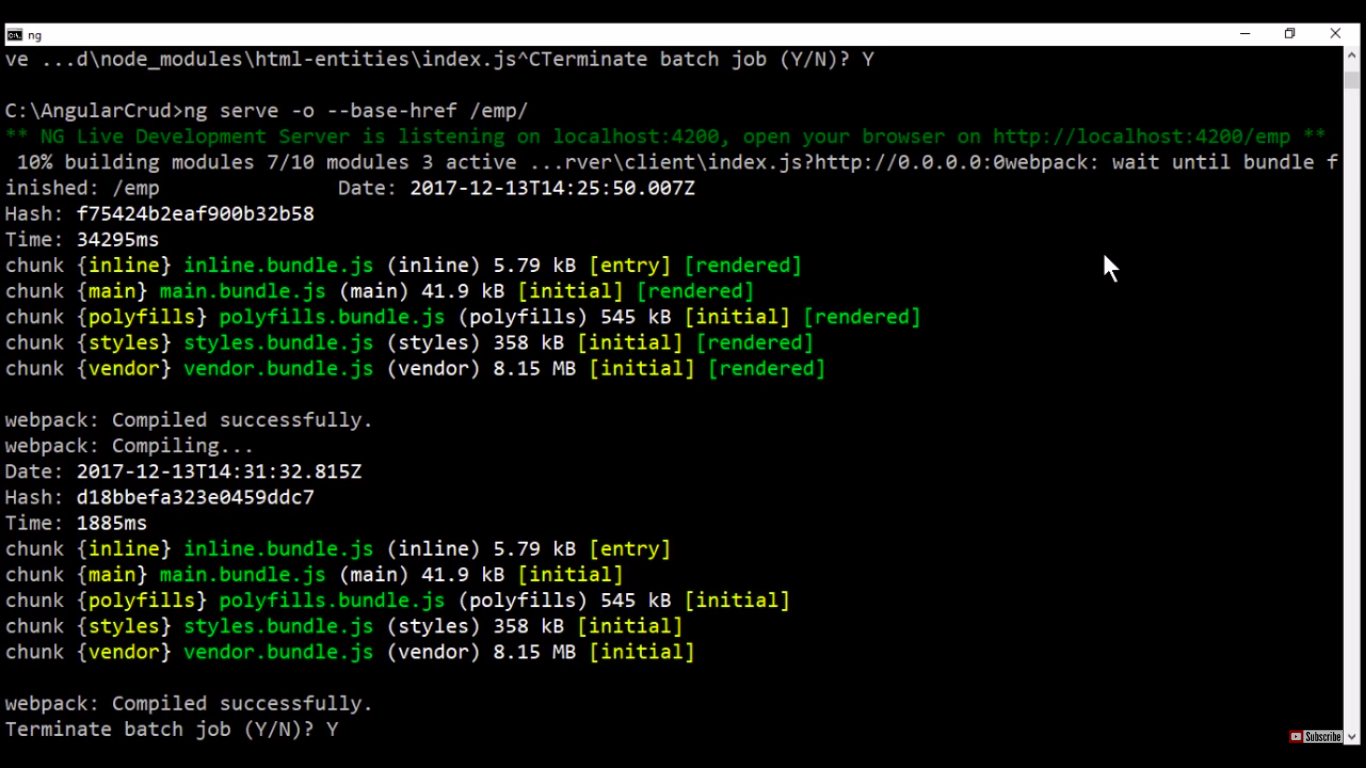 ng
ve ...d\node_modules\html-entities\index.js^CTerminate batch job (Y/N)? Y
C:\AngularCrud>ng serve -o --base-href /emp/
** NG Live Development Server is listening on localhost:4200, open your browser on http://localhost:4200/emp **
10% building modules 7/10 modules 3 active ...rver\client\index.js?http://0.0.0.0:0webpack: wait until bundle f
inished: /emp Date: 2017-12-13T14:25:50.007Z
Hash: f75424b2eaf900b32b58
Time: 34295ms
chunk {inline} inline.bundle.js (inline) 5.79 kB [entry] [rendered]
chunk {main} main.bundle.js (main) 41.9 kB [initial] [rendered]
chunk {polyfills} polyfills.bundle.js (polyfills) 545 kB [initial] [rendered]
chunk {styles} styles.bundle.js (styles) 358 kB [initial] [rendered]
chunk {vendor} vendor.bundle.js (vendor) 8.15 MB [initial] [rendered]
webpack: Compiled successfully.
webpack: Compiling...
Date: 2017-12-13T14:31:32.815Z
Hash: d18bbefa323e0459ddc7
Time: 1885ms
chunk {inline} inline.bundle.js (inline) 5.79 kB [entry]
chunk {main} main.bundle.js (main) 41.9 kB [initial]
chunk {polyfills} polyfills.bundle.js (polyfills) 545 kB [initial]
chunk {styles} styles.bundle.js (styles) 358 kB [initial]
chunk {vendor} vendor.bundle.js (vendor) 8.15 MB [initial]
webpack: Compiled successfully.
Terminate batch job (Y/N)? Y
Subscribe